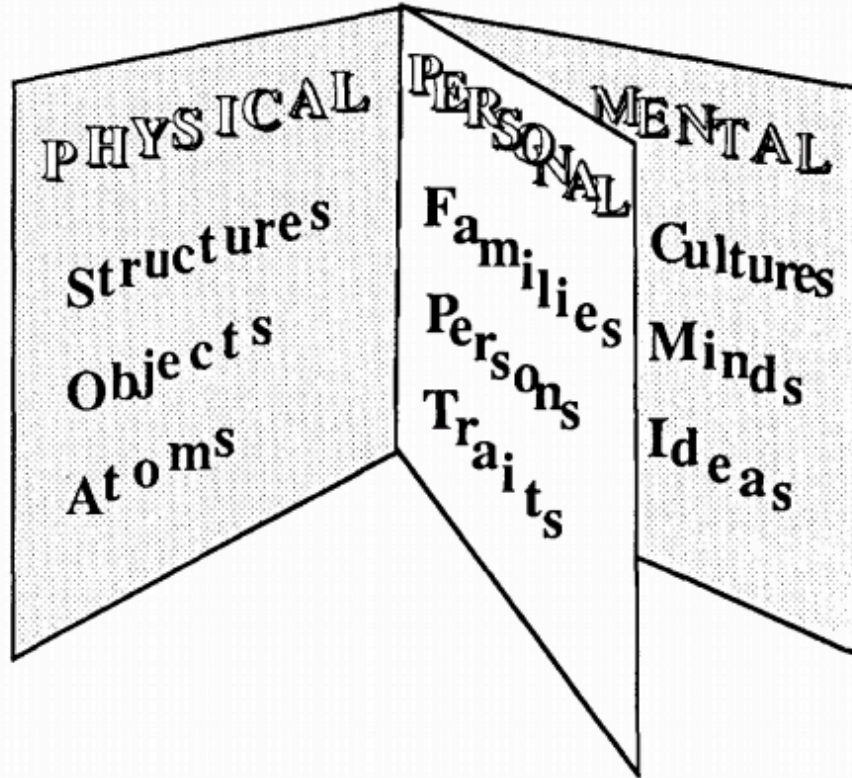 PHYSICAL
Structures
Objects
Atoms
PERSONAL
Families
Persons
Traits
MENTAL
Cultures
Minds
Ideas